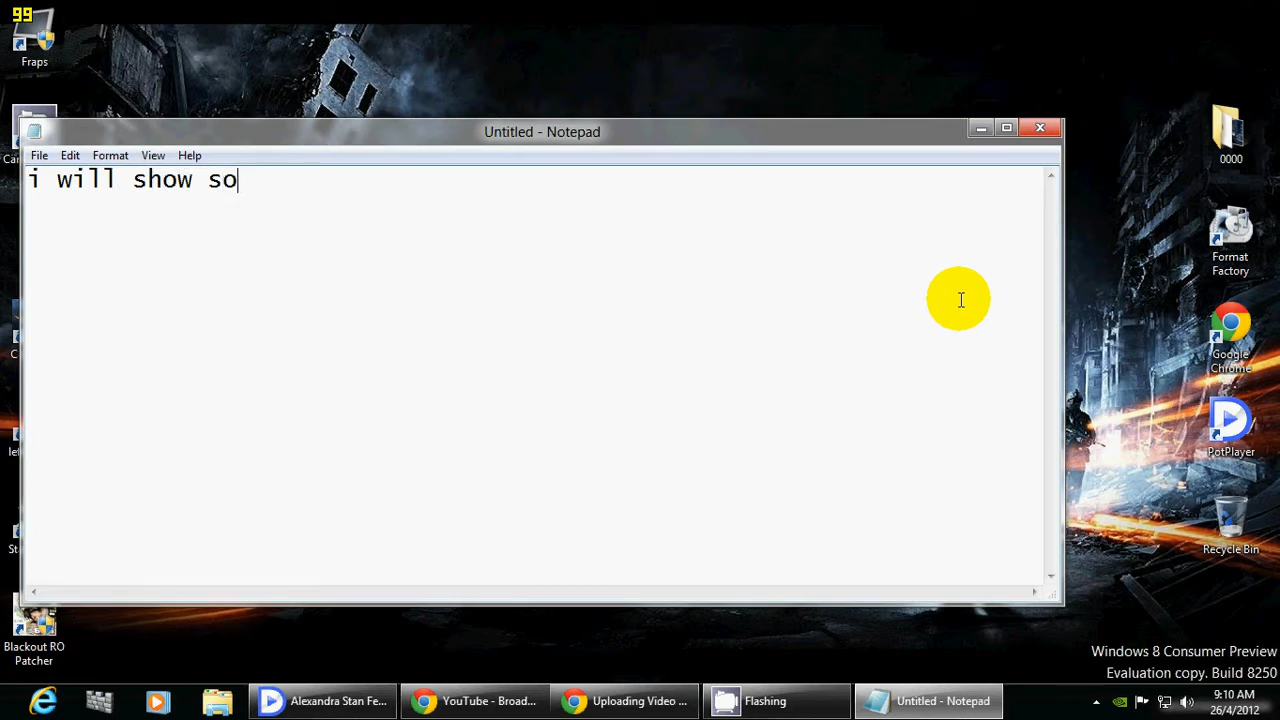 99
Fraps
Untitled - Notepad
File Edit Format View Help
i will show so
0000
Format
Factory
Google
Chrome
PotPlayer
Recycle Bin
Blackout RO
Patcher
Windows 8 Consumer Preview
Evaluation copy. Build 8250
Alexandra Stan Fe...
YouTube - Broad...
Uploading Video ...
Flashing
Untitled - Notepad
9:10 AM
26/4/2012